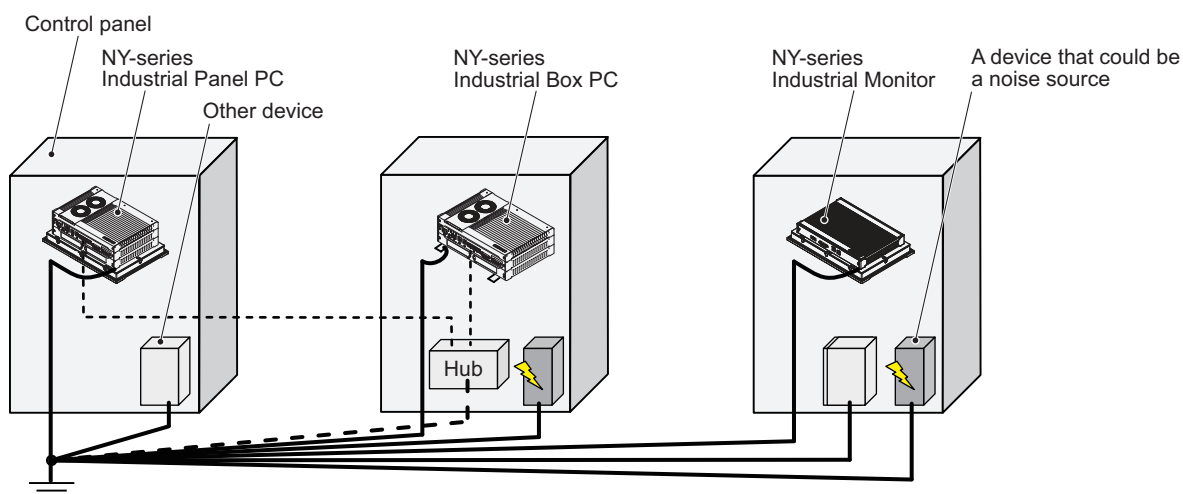 Control panel
NY-series
Industrial Panel PC
Other device
NY-series
Industrial Box PC
NY-series
Industrial Monitor
A device that could be
a noise source
Hub